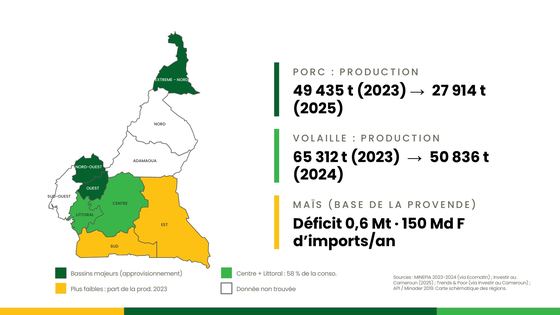 EXTREME - NORD
NORD
ADAMAOUA
NORD-OUEST
OUEST
SUD-OUEST
LITTORAL
CENTRE
EST
SUD
Bassins majeurs (approvisionnement)
Plus faibles : part de la prod. 2023
Centre + Littoral : 58 % de la conso.
Donnée non trouvée
PORC : PRODUCTION
49 435 t (2023) → 27 914 t
(2025)
VOLAILLE : PRODUCTION
65 312 t (2023) → 50 836 t
(2024)
MAÏS (BASE DE LA PROVENDE)
Déficit 0,6 Mt · 150 Md F
d’imports/an
Sources : MINEPIA 2023-2024 (via Ecomatin) ; Investir au
Cameroun (2025) ; Trends & Poor (via Investir au Cameroun) ;
API / Minader 2019. Carte schématique des régions.